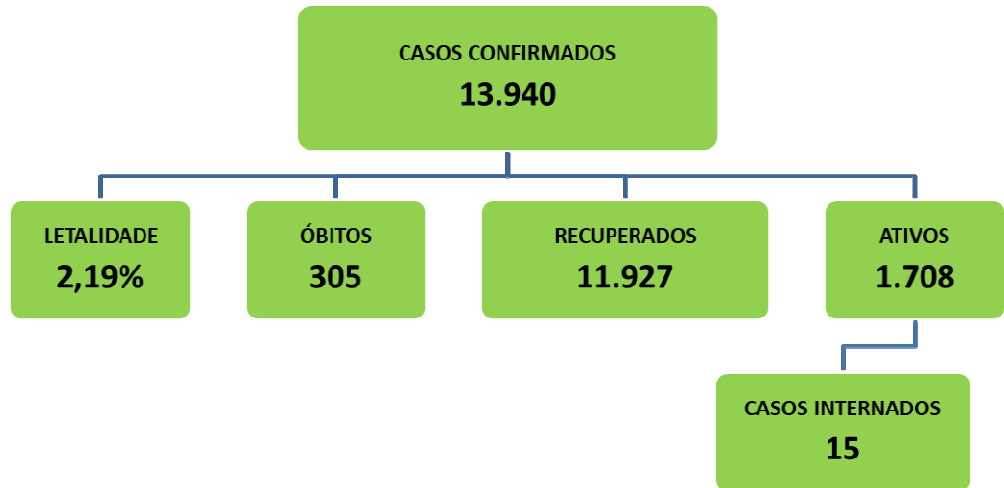 CASOS CONFIRMADOS
13.940
LETALIDADE
2,19%
ÓBITOS
305
RECUPERADOS
11.927
ATIVOS
1.708
CASOS INTERNADOS
15